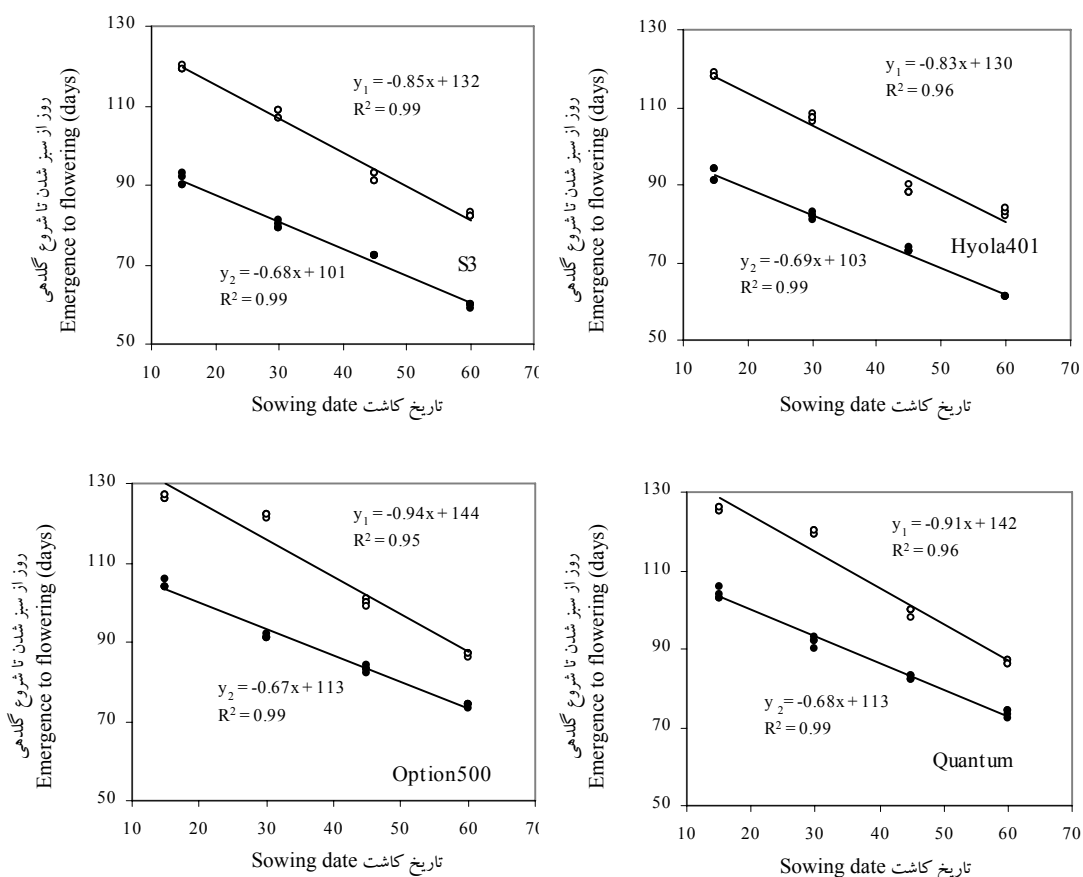 روز از سبز شدن تا شروع گلدهی
Emergence to flowering (days)
130
110
90
70
50
y₁ = -0.85x + 132
R² = 0.99
y₂ = -0.68x + 101
R² = 0.99
S3
10 20 30 40 50 60 70
Sowing date تاریخ کاشت
روز از سبز شدن تا شروع گلدهی
Emergence to flowering (days)
130
110
90
70
50
y₁ = -0.83x + 130
R² = 0.96
y₂ = -0.69x + 103
R² = 0.99
Hyola401
10 20 30 40 50 60 70
Sowing date تاریخ کاشت
روز از سبز شدن تا شروع گلدهی
Emergence to flowering (days)
130
110
90
70
50
y₁ = -0.94x + 144
R² = 0.95
y₂ = -0.67x + 113
R² = 0.99
Option500
10 20 30 40 50 60 70
Sowing date تاریخ کاشت
روز از سبز شدن تا شروع گلدهی
Emergence to flowering (days)
130
110
90
70
50
y₁ = -0.91x + 142
R² = 0.96
y₂ = -0.68x + 113
R² = 0.99
Quantum
10 20 30 40 50 60 70
Sowing date تاریخ کاشت